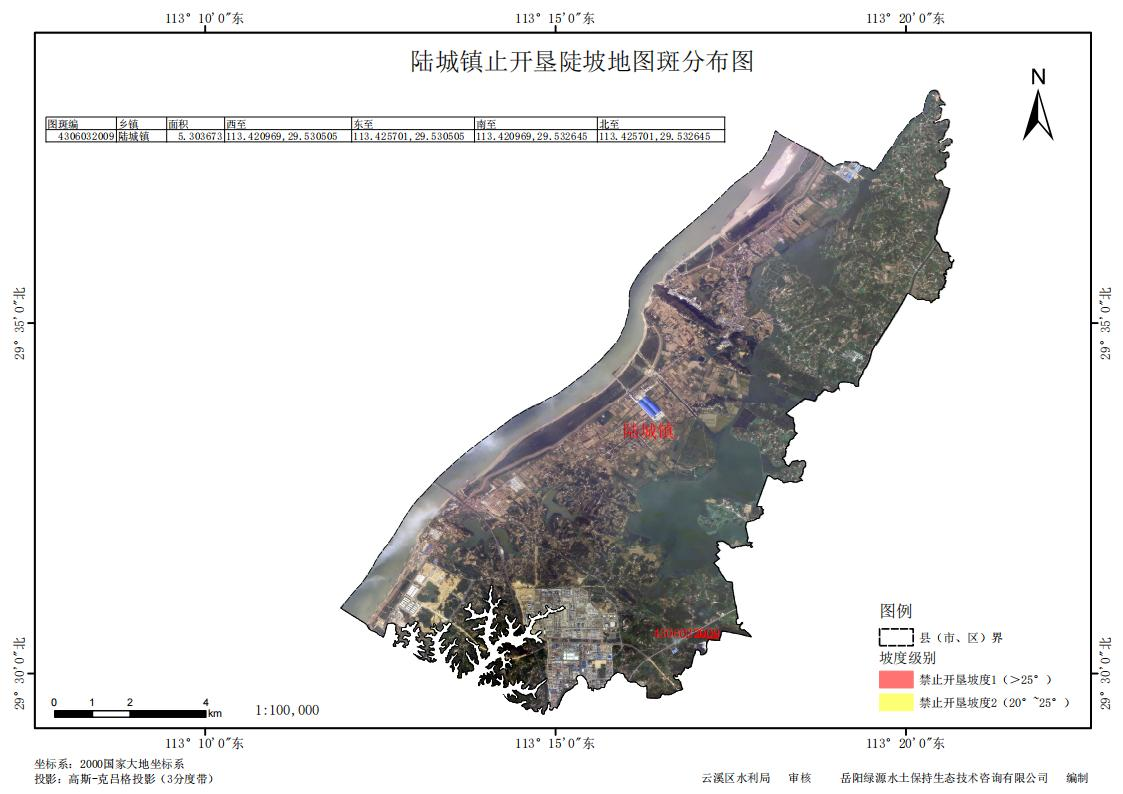 113° 10'0"东
113° 15'0"东
113° 20'0"东
陆城镇止开垦陡坡地图斑分布图
N
图斑编 乡镇 面积 西至 东至 南至 北至
4306032009 陆城镇 5.303673 113.420969,29.530505 113.425701,29.530505 113.420969,29.532645 113.425701,29.532645
29° 35'0"北
29° 35'0"北
陆城镇
4306032009
29° 30'0"北
29° 30'0"北
图例
县（市、区）界
坡度级别
禁止开垦坡度1（＞25°）
禁止开垦坡度2（20°~25°）
0 1 2 4
km
1:100,000
113° 10'0"东
113° 15'0"东
113° 20'0"东
坐标系：2000国家大地坐标系
投影：高斯-克吕格投影（3分度带）
云溪区水利局 审核 岳阳绿源水土保持生态技术咨询有限公司 编制